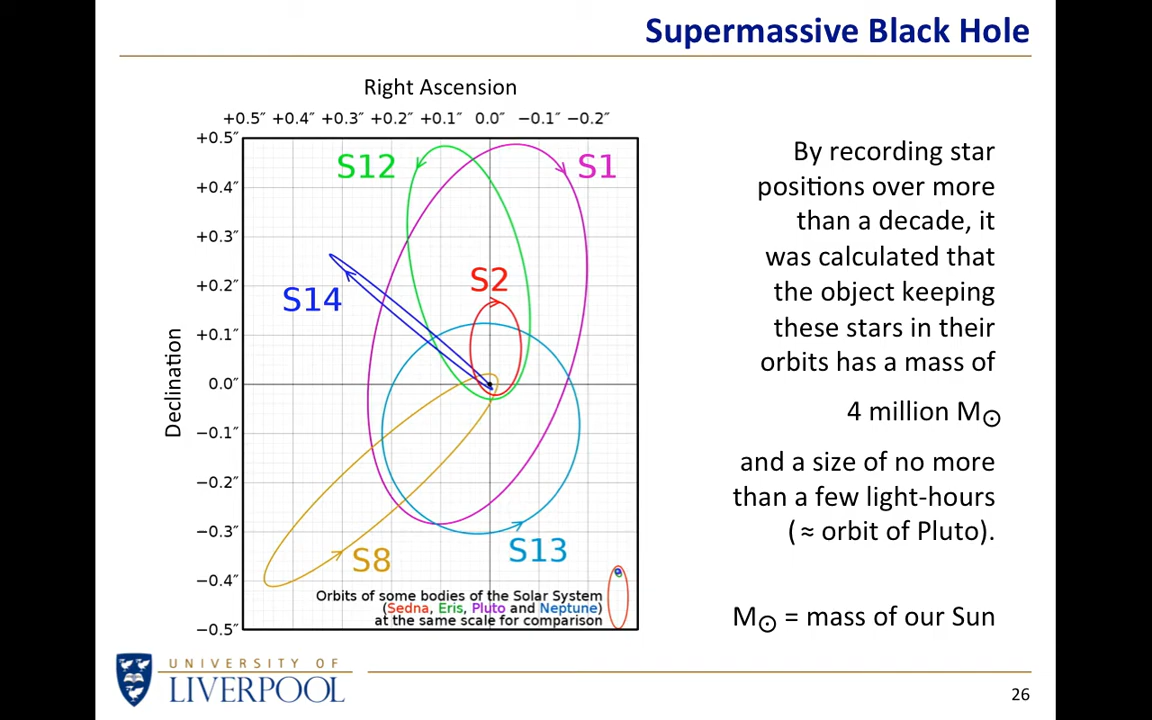 Supermassive Black Hole
Right Ascension
+0.5″ +0.4″ +0.3″ +0.2″ +0.1″ 0.0″ −0.1″ −0.2″
+0.5″
+0.4″
+0.3″
+0.2″
+0.1″
0.0″
−0.1″
−0.2″
−0.3″
−0.4″
−0.5″
Declination
S12
S1
S2
S14
S13
S8
Orbits of some bodies of the Solar System
(Sedna, Eris, Pluto and Neptune)
at the same scale for comparison
By recording star
positions over more
than a decade, it
was calculated that
the object keeping
these stars in their
orbits has a mass of
4 million M☉
and a size of no more
than a few light-hours
( ≈ orbit of Pluto).
M☉ = mass of our Sun
UNIVERSITY OF
LIVERPOOL
26